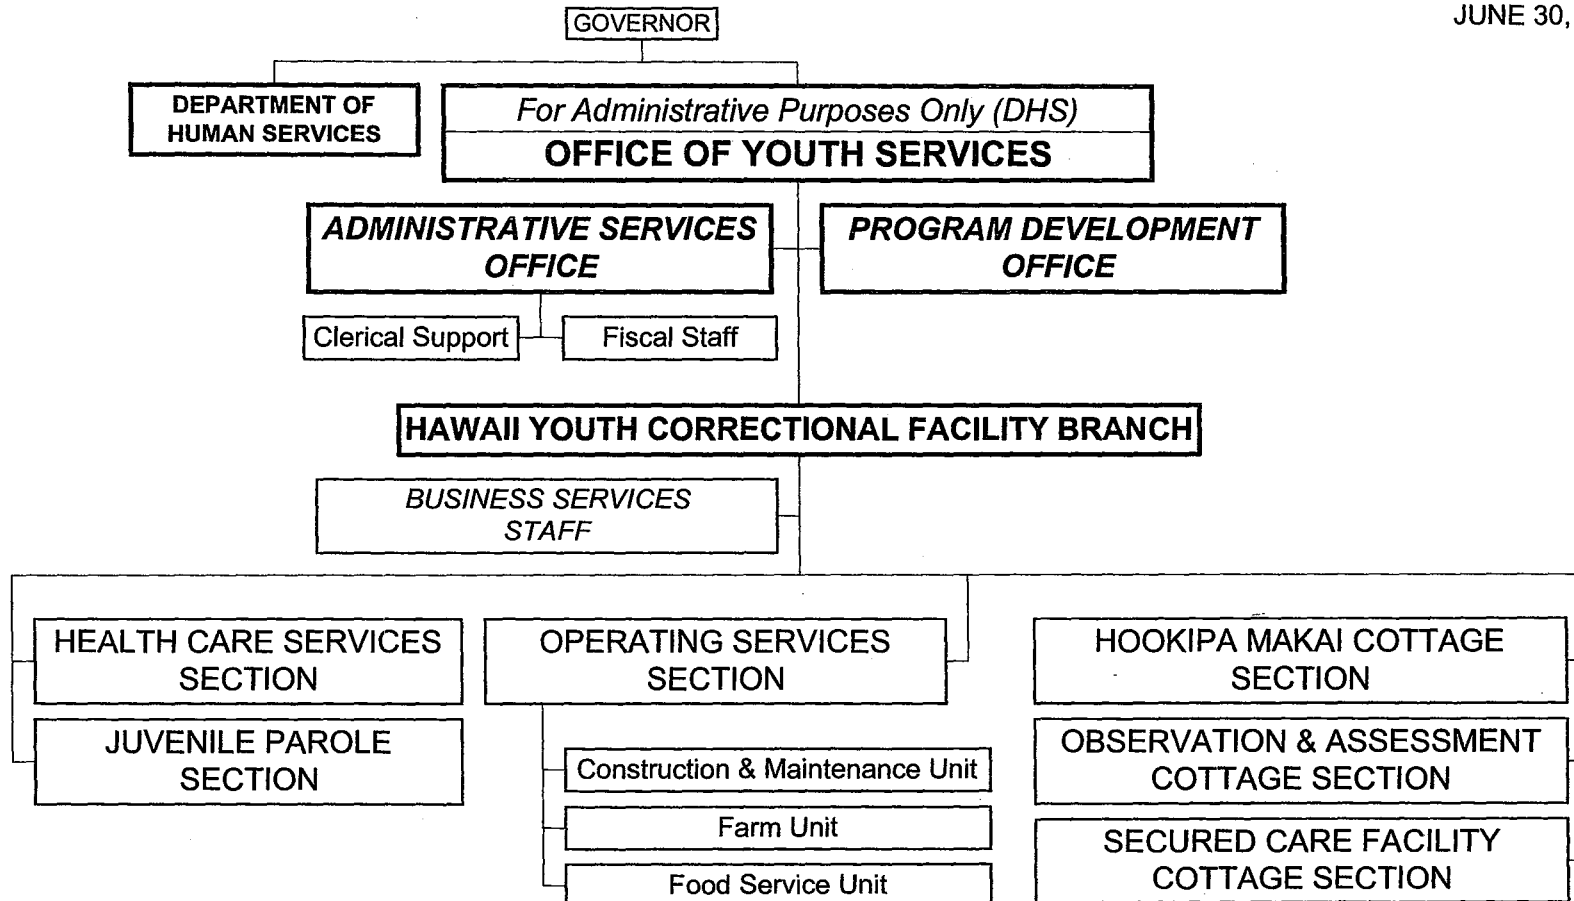 JUNE 30,
GOVERNOR
DEPARTMENT OF
HUMAN SERVICES
For Administrative Purposes Only (DHS)
OFFICE OF YOUTH SERVICES
ADMINISTRATIVE SERVICES
OFFICE
PROGRAM DEVELOPMENT
OFFICE
Clerical Support
Fiscal Staff
HAWAII YOUTH CORRECTIONAL FACILITY BRANCH
BUSINESS SERVICES
STAFF
HEALTH CARE SERVICES
SECTION
JUVENILE PAROLE
SECTION
OPERATING SERVICES
SECTION
Construction & Maintenance Unit
Farm Unit
Food Service Unit
HOOKIPA MAKAI COTTAGE
SECTION
OBSERVATION & ASSESSMENT
COTTAGE SECTION
SECURED CARE FACILITY
COTTAGE SECTION